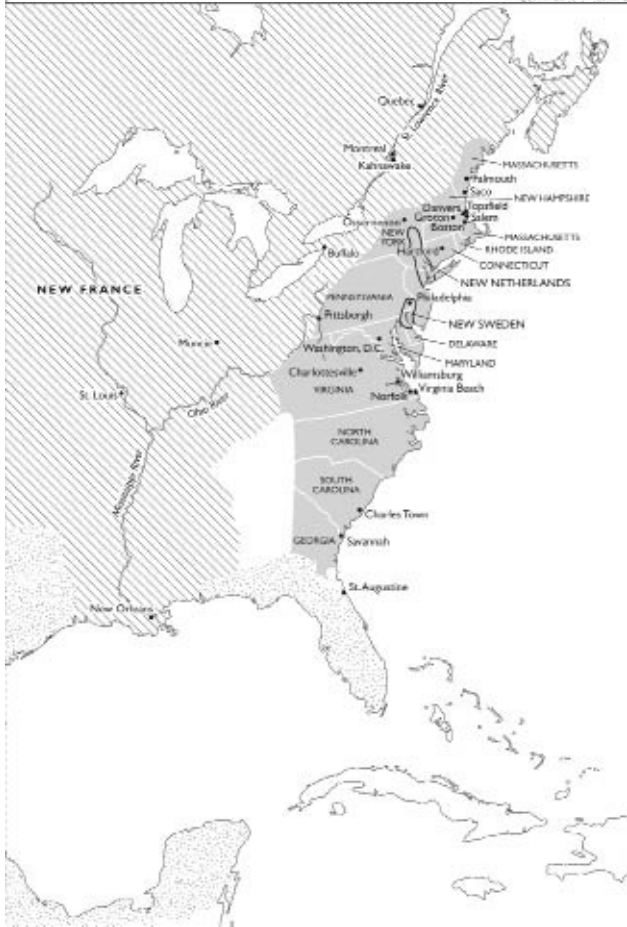 Quebec
St. Lawrence River
Montreal
Kahnawake
MASSACHUSETTS
Falmouth
Saco
NEW HAMPSHIRE
Danvers
Topsfield
Groton
Salem
Boston
NEW
YORK
MASSACHUSETTS
Hartford
RHODE ISLAND
Buffalo
CONNECTICUT
NEW NETHERLANDS
NEW FRANCE
PENNSYLVANIA
Philadelphia
Pittsburgh
NEW SWEDEN
Muncie
Washington, D.C.
DELAWARE
MARYLAND
Charlottesville
Williamsburg
St. Louis
VIRGINIA
Virginia Beach
Ohio River
Norfolk
NORTH
CAROLINA
Mississippi River
SOUTH
CAROLINA
Charles Town
GEORGIA
Savannah
St. Augustine
New Orleans